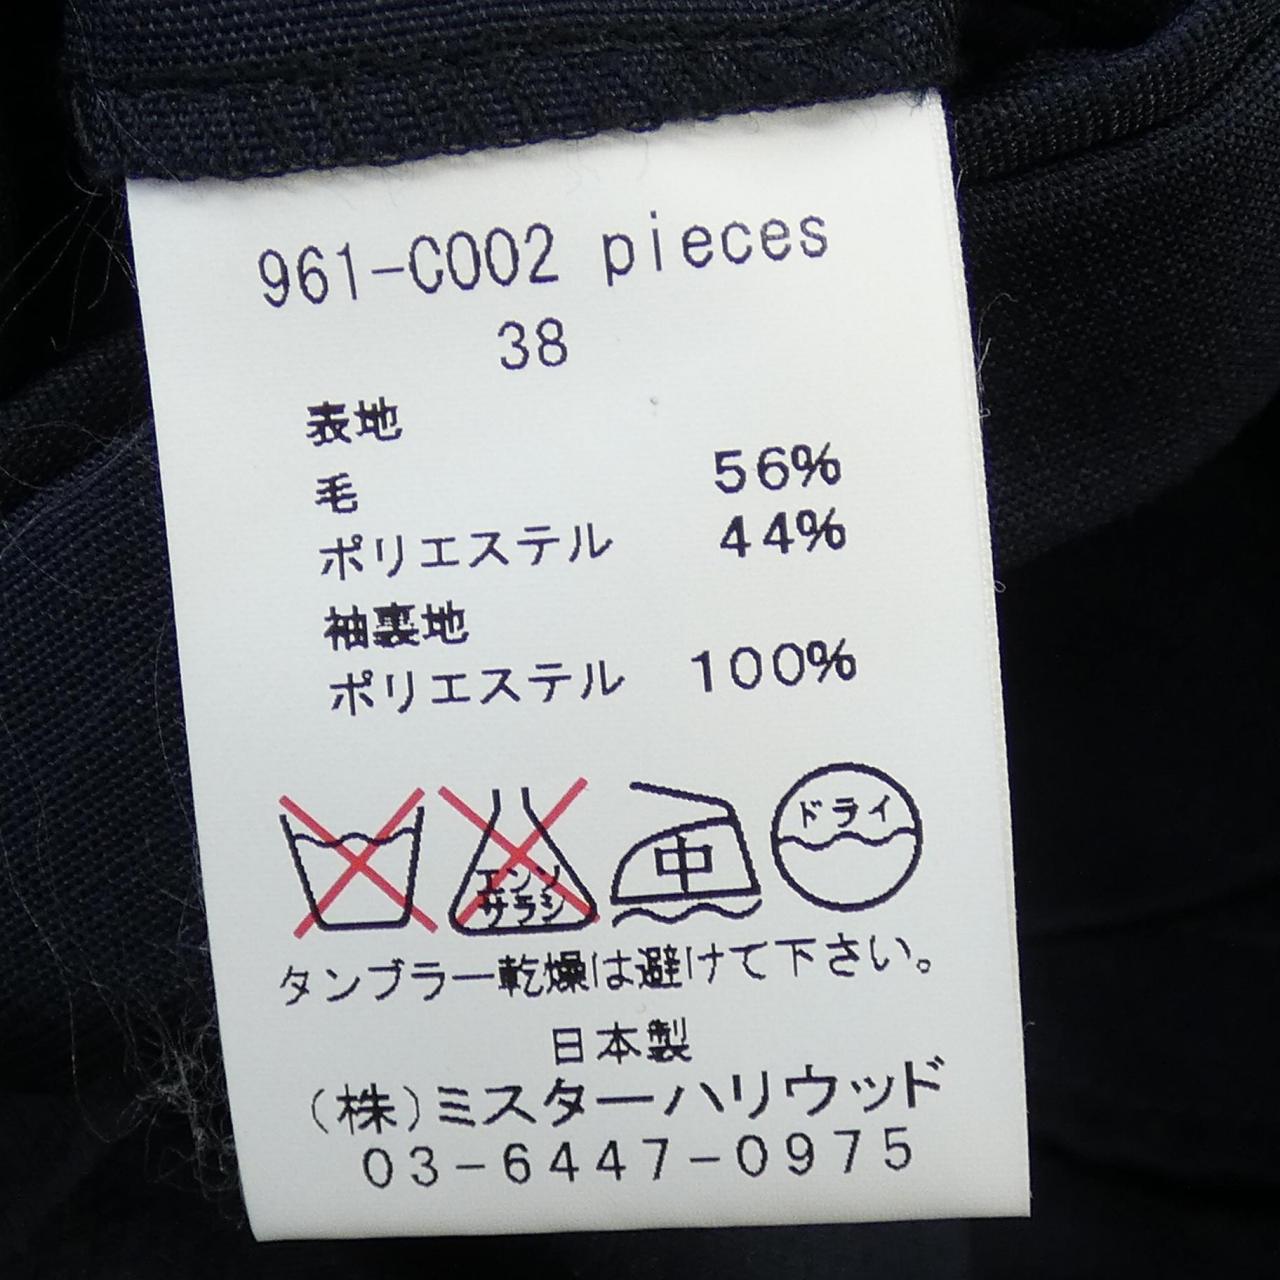 961-C002 pieces
38
表地
毛 56%
ポリエステル 44%
袖裏地
ポリエステル 100%
エンソ
サラシ
中
ドライ
タンブラー乾燥は避けて下さい。
日本製
(株)ミスターハリウッド
03-6447-0975